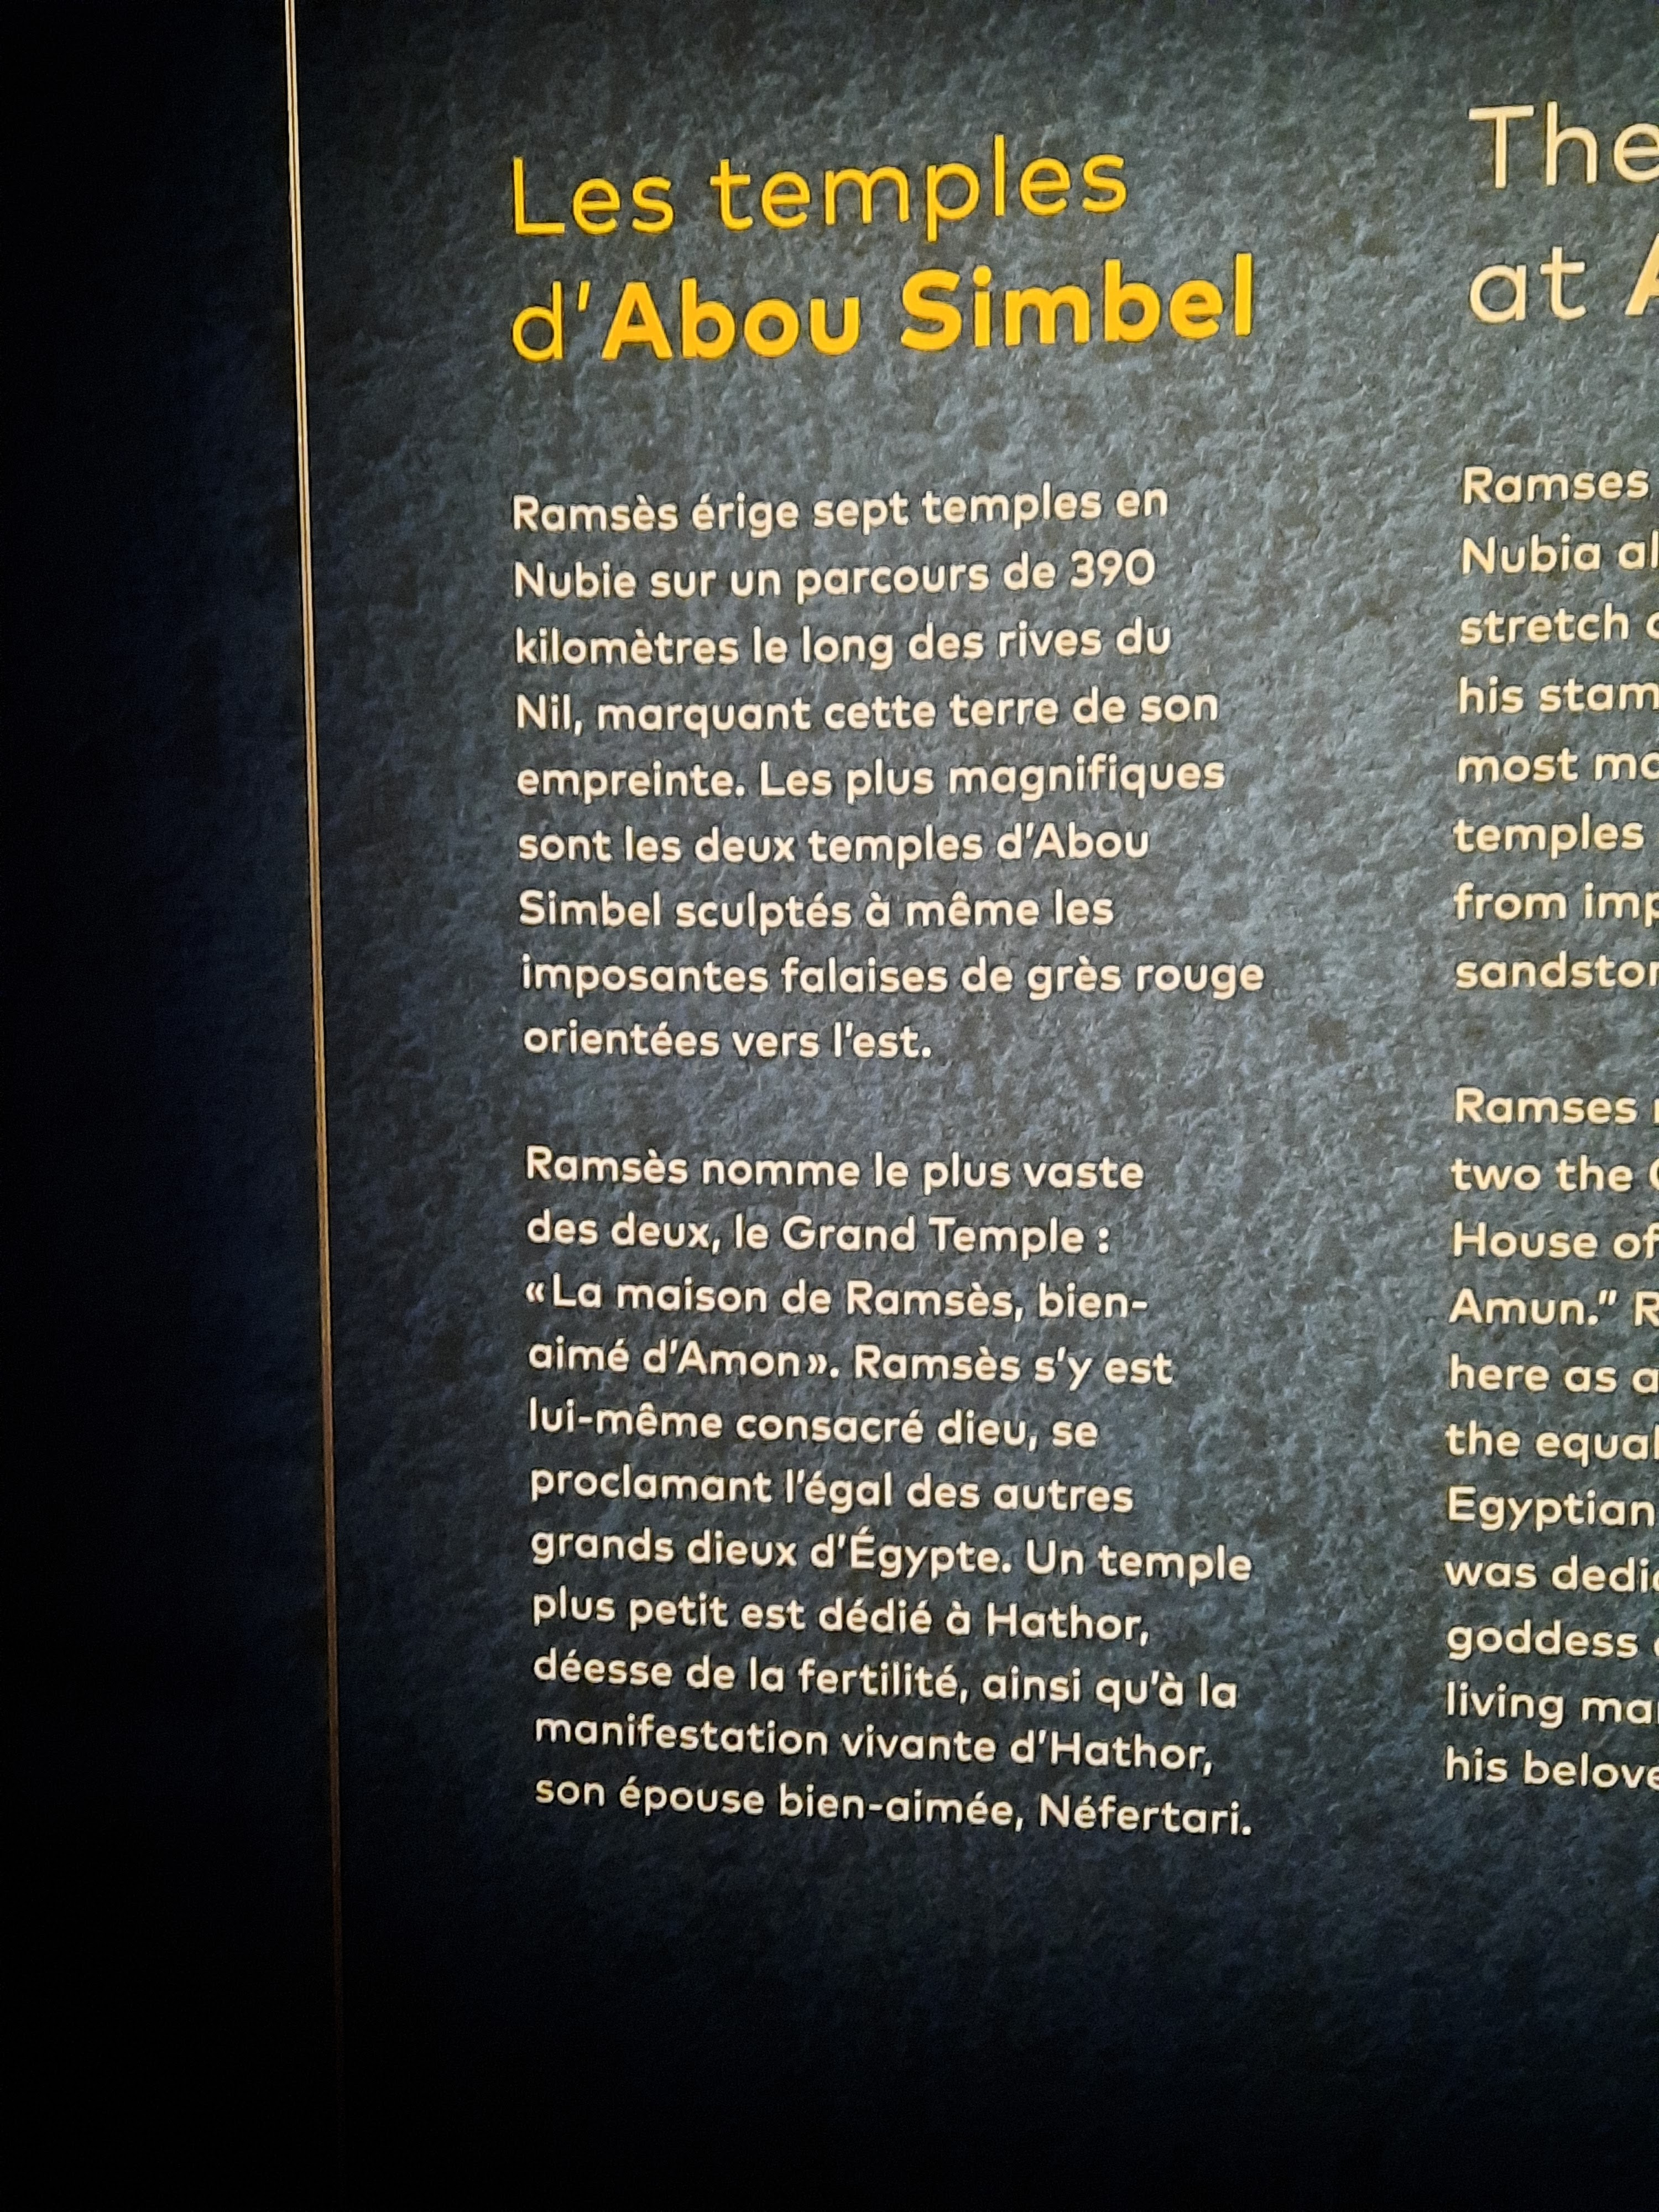 Les temples
d'Abou Simbel
Ramsès érige sept temples en
Nubie sur un parcours de 390
kilomètres le long des rives du
Nil, marquant cette terre de son
empreinte. Les plus magnifiques
sont les deux temples d'Abou
Simbel sculptés à même les
imposantes falaises de grès rouge
orientées vers l'est.
Ramsès nomme le plus vaste
des deux, le Grand Temple :
«La maison de Ramsès, bien-
aimé d'Amon». Ramsès s'y est
lui-même consacré dieu, se
proclamant l'égal des autres
grands dieux d'Égypte. Un temple
plus petit est dédié à Hathor,
déesse de la fertilité, ainsi qu'à la
manifestation vivante d'Hathor,
son épouse bien-aimée, Néfertari.
The
at
Ramses
Nubia
stretch
his
most
temples
from
Ramses
two the
House of
Amun." 
here as
the
Egyptian
was
goddess
living
his